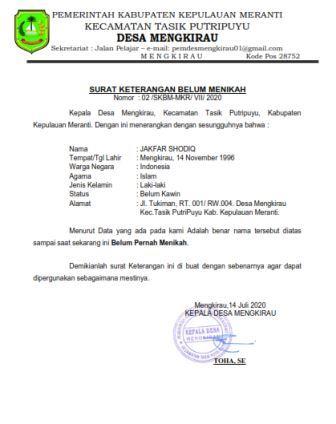 PEMERINTAH KABUPATEN KEPULAUAN MERANTI
KECAMATAN TASIK PUTRIPUYU
DESA MENGKIRAU
Sekretariat : Jalan Pelajar – e-mail: pemdesmengkirau01@gmail.com
M E N G K I R A U Kode Pos 28752
SURAT KETERANGAN BELUM MENIKAH
Nomor : 02 /SKBM-MKR/ VII/ 2020
Kepala Desa Mengkirau, Kecamatan Tasik Putripuyu, Kabupaten
Kepulauan Meranti. Dengan ini menerangkan dengan sesungguhnya bahwa :
Nama : JAKFAR SHODIQ
Tempat/Tgl Lahir : Mengkirau, 14 November 1996
Warga Negara : Indonesia
Agama : Islam
Jenis Kelamin : Laki-laki
Status : Belum Kawin
Alamat : Jl. Tukiman, RT. 001/ RW.004. Desa Mengkirau
Kec.Tasik PutriPuyu Kab. Kepulauan Meranti.
Menurut Data yang ada pada kami Adalah benar nama tersebut diatas
sampai saat sekarang ini Belum Pernah Menikah.
Demikianlah surat Keterangan ini di buat dengan sebenarnya agar dapat
dipergunakan sebagaimana mestinya.
Mengkirau,14 Juli 2020
KEPALA DESA MENGKIRAU
KEPALA DESA
MENGKIRAU
TOHA, SE